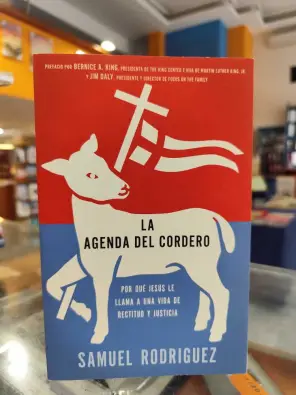 PREFACIO POR BERNICE A. KING, PRESIDENTA DE THE KING CENTER E HIJA DE MARTIN LUTHER KING, JR.
Y JIM DALY, PRESIDENTE Y DIRECTOR DE FOCUS ON THE FAMILY
LA
AGENDA DEL CORDERO
POR QUÉ JESÚS LE
LLAMA A UNA VIDA DE
RECTITUD Y JUSTICIA
SAMUEL RODRIGUEZ